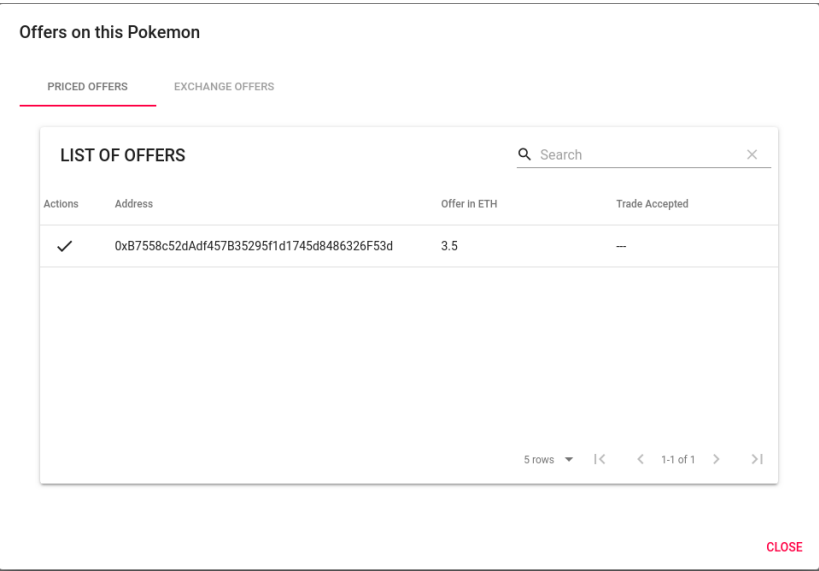 Offers on this Pokemon
PRICED OFFERS EXCHANGE OFFERS
LIST OF OFFERS Search
Actions Address Offer in ETH Trade Accepted
0xB7558c52dAdf457B35295f1d1745d8486326F53d 3.5 ---
5 rows 1-1 of 1
CLOSE